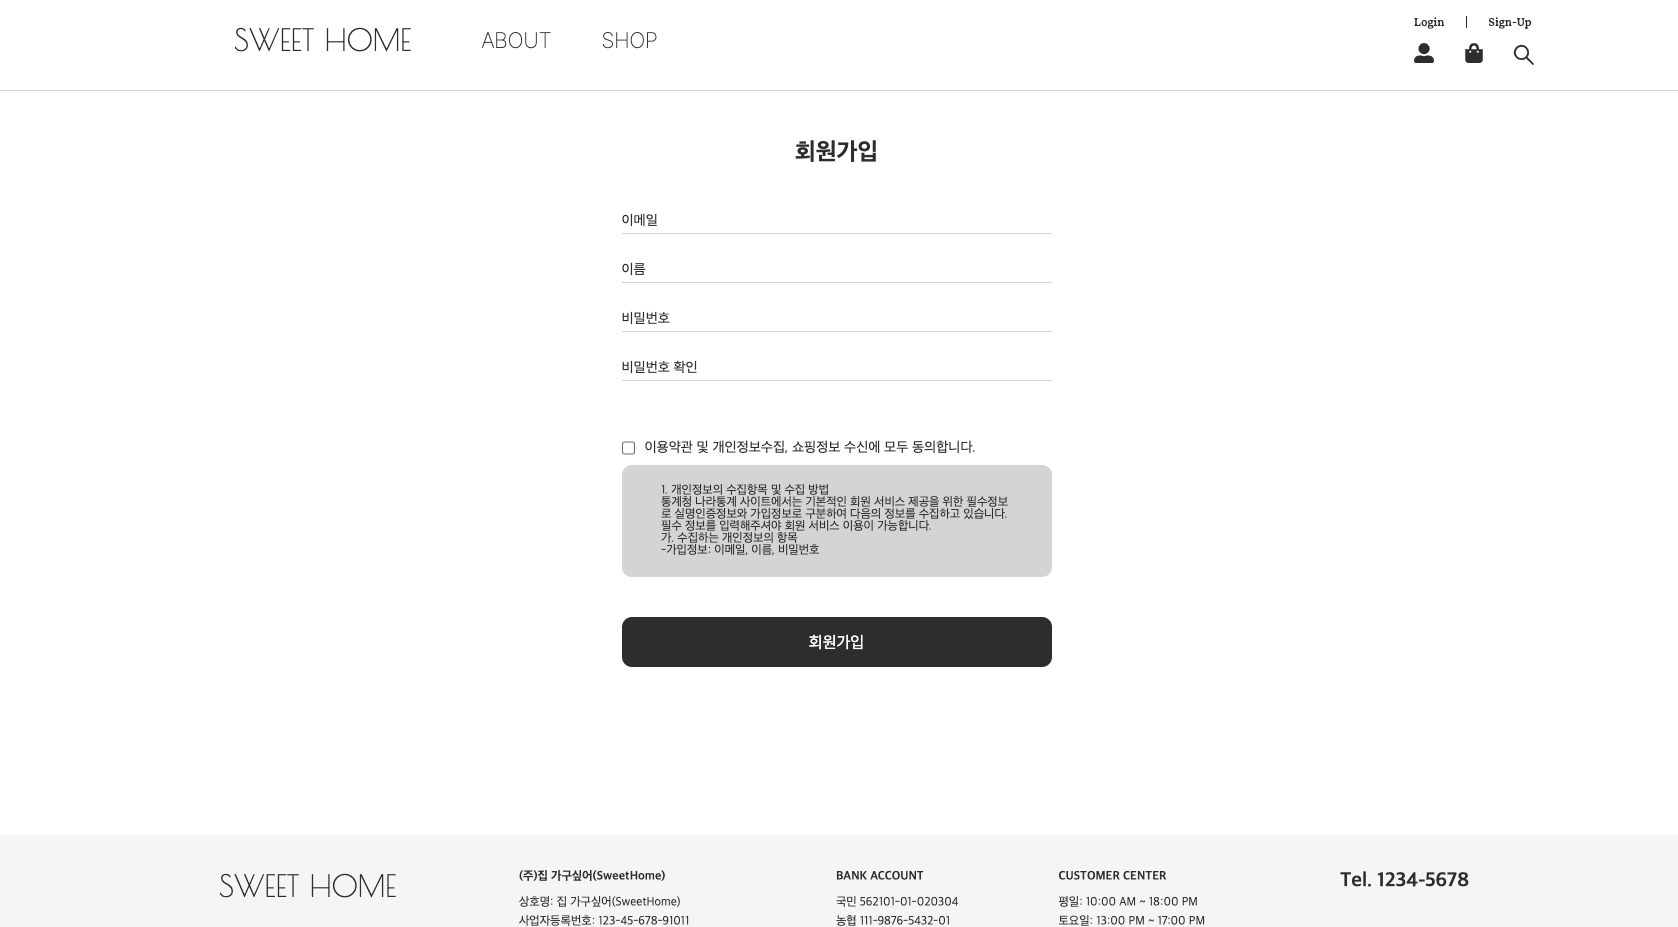 SWEET HOME
ABOUT
SHOP
Login | Sign-Up
회원가입
이메일
이름
비밀번호
비밀번호 확인
이용약관 및 개인정보수집, 쇼핑정보 수신에 모두 동의합니다.
1. 개인정보의 수집항목 및 수집 방법
통계청 나라통계 사이트에서는 기본적인 회원 서비스 제공을 위한 필수정보
로 실명인증정보와 가입정보로 구분하여 다음의 정보를 수집하고 있습니다.
필수 정보를 입력해주셔야 회원 서비스 이용이 가능합니다.
가. 수집하는 개인정보의 항목
-가입정보: 이메일, 이름, 비밀번호
회원가입
SWEET HOME
(주)집 가구싶어(SweetHome)
상호명: 집 가구싶어(SweetHome)
사업자등록번호: 123-45-678-91011
BANK ACCOUNT
국민 562101-01-020304
농협 111-9876-5432-01
CUSTOMER CENTER
평일: 10:00 AM ~ 18:00 PM
토요일: 13:00 PM ~ 17:00 PM
Tel. 1234-5678